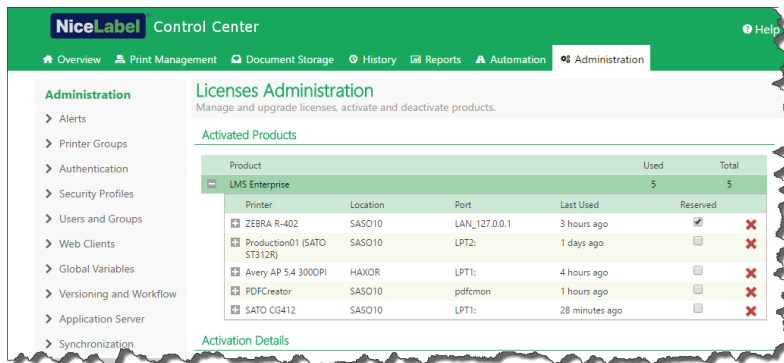 NiceLabel Control Center
Help
Overview Print Management Document Storage History Reports Automation Administration
Administration
Alerts
Printer Groups
Authentication
Security Profiles
Users and Groups
Web Clients
Global Variables
Versioning and Workflow
Application Server
Synchronization
Licenses Administration
Manage and upgrade licenses, activate and deactivate products.
Activated Products
Product Used Total
LMS Enterprise 5 5
Printer Location Port Last Used Reserved
ZEBRA R-402 SASO10 LAN_127.0.0.1 3 hours ago
Production01 (SATO SASO10 LPT2: 1 days ago
ST312R)
Avery AP 5.4 300DPI HAXOR LPT1: 4 hours ago
PDFCreator SASO10 pdfcmon 1 hours ago
SATO CG412 SASO10 LPT1: 28 minutes ago
Activation Details